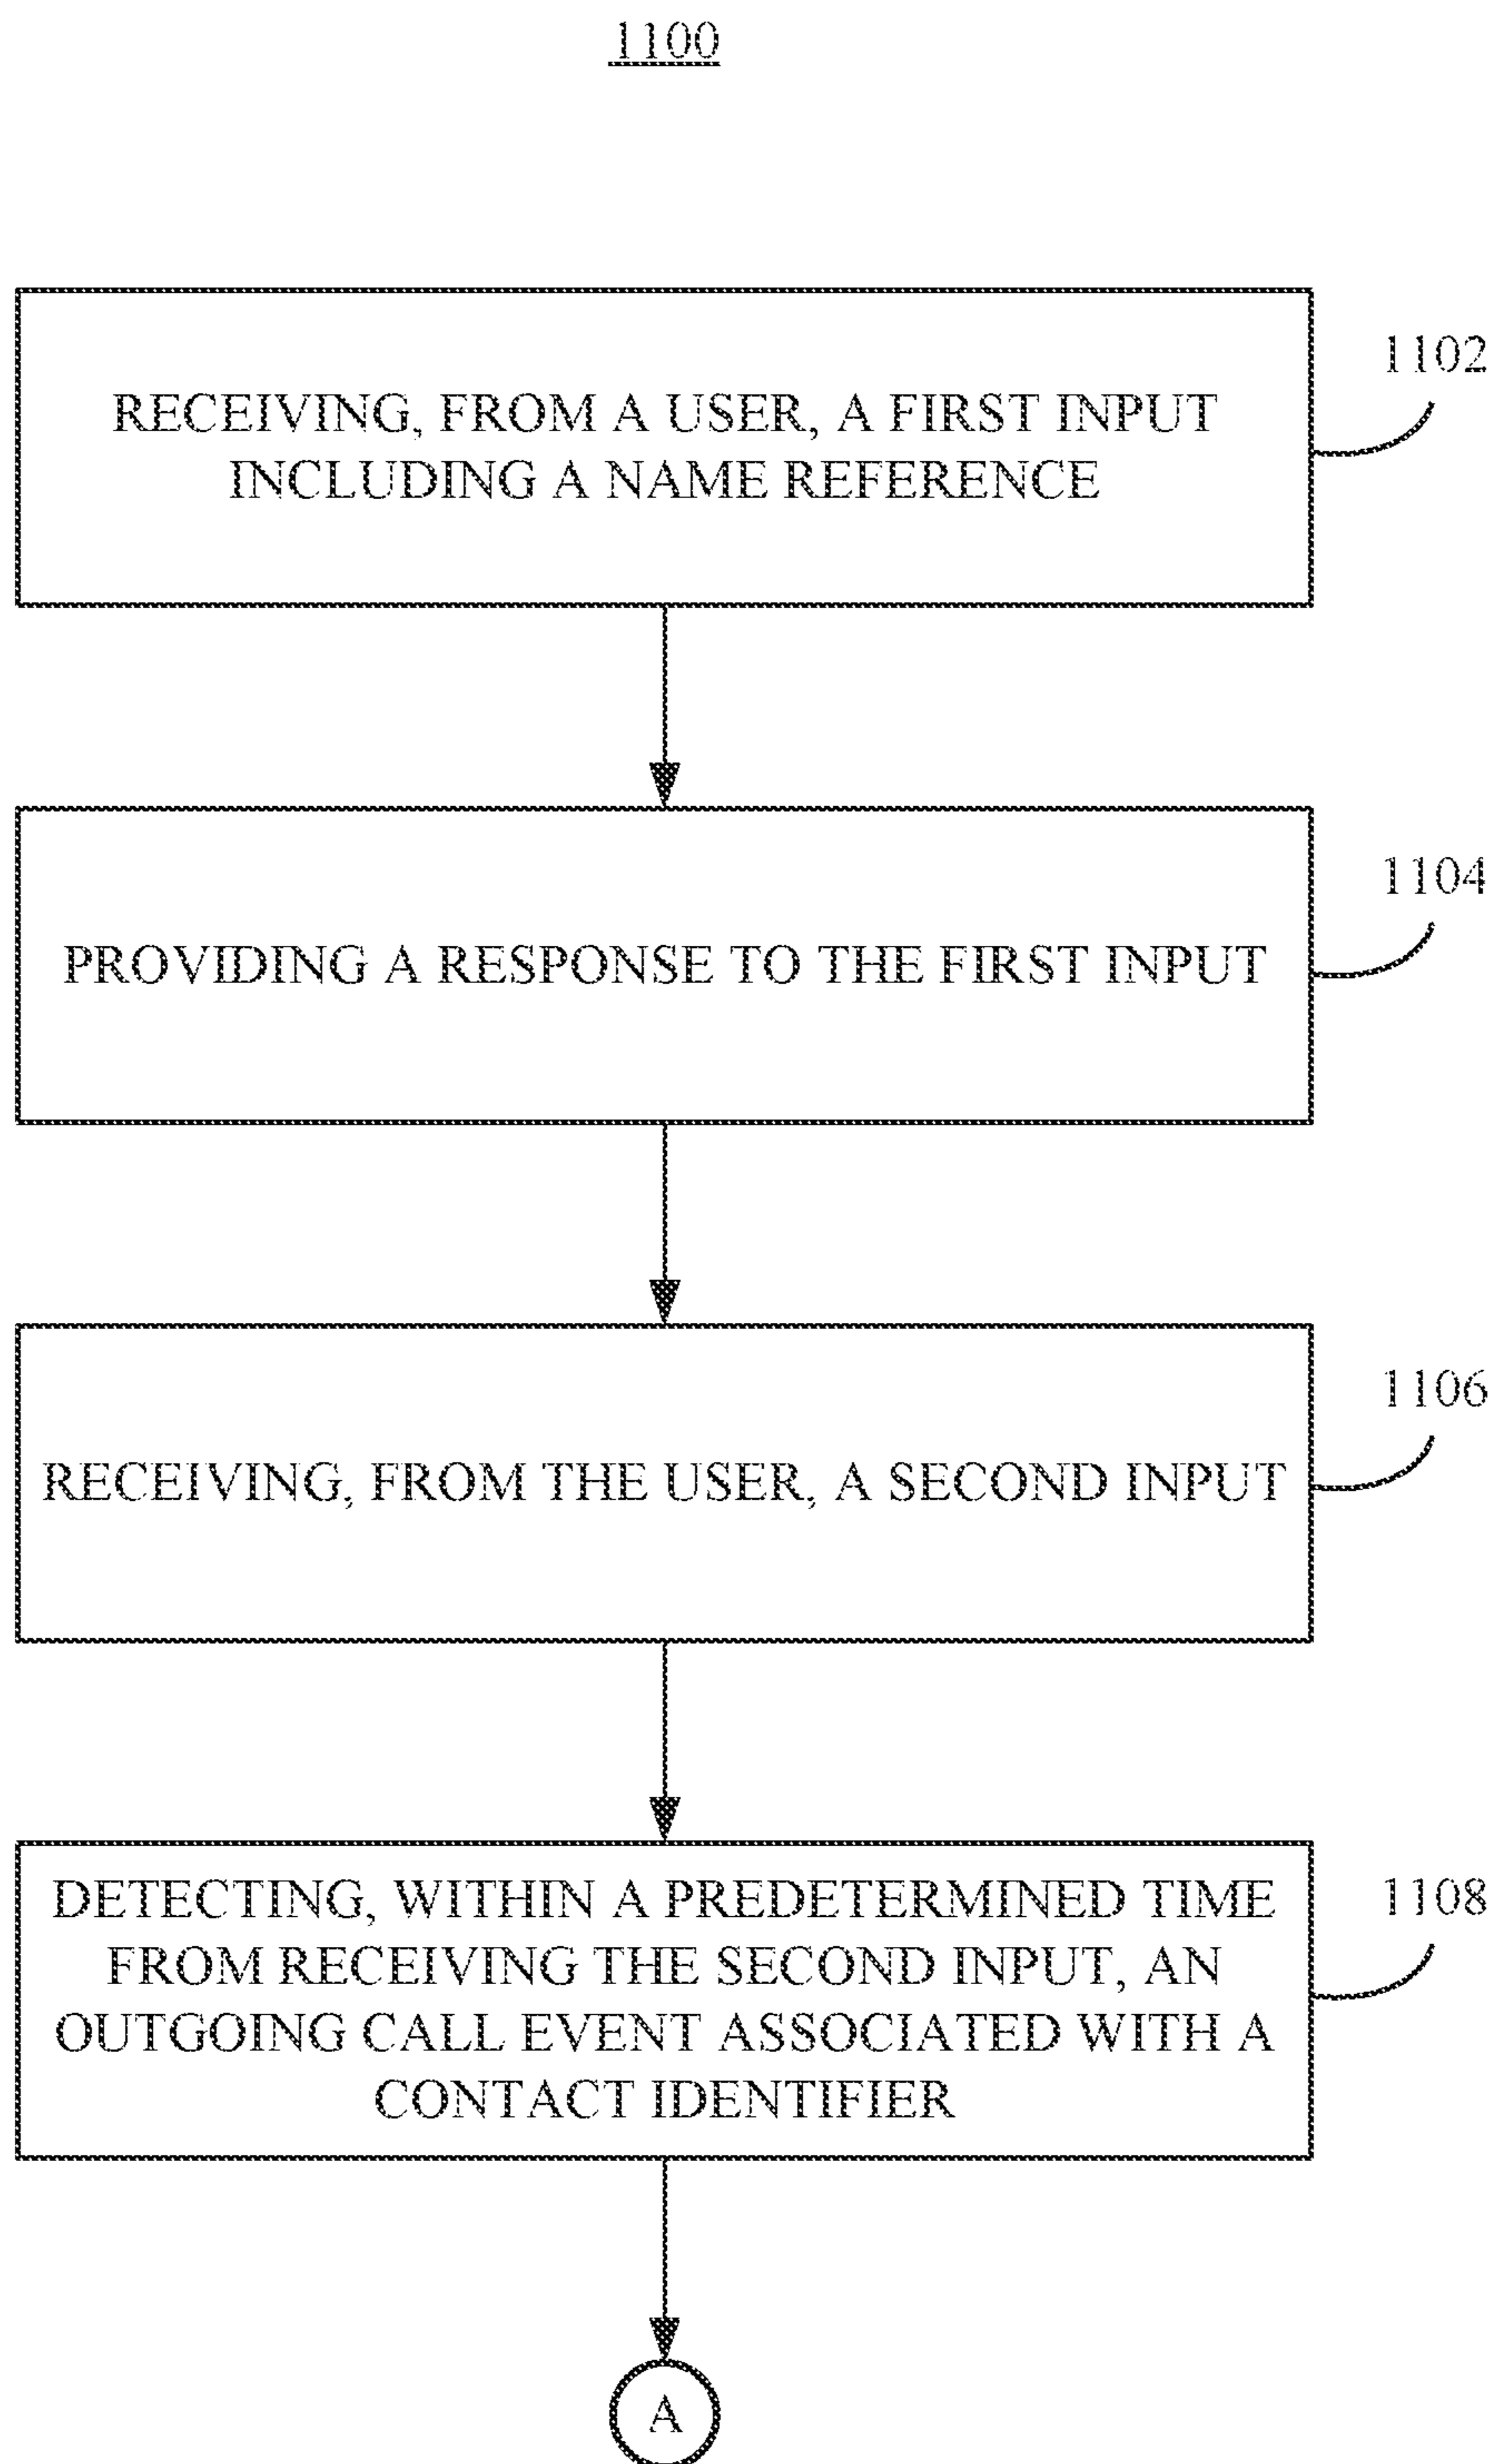 1100
1102
RECEIVING, FROM A USER, A FIRST INPUT
INCLUDING A NAME REFERENCE
1104
PROVIDING A RESPONSE TO THE FIRST INPUT
1106
RECEIVING, FROM THE USER, A SECOND INPUT
1108
DETECTING, WITHIN A PREDETERMINED TIME
FROM RECEIVING THE SECOND INPUT, AN
OUTGOING CALL EVENT ASSOCIATED WITH A
CONTACT IDENTIFIER
A